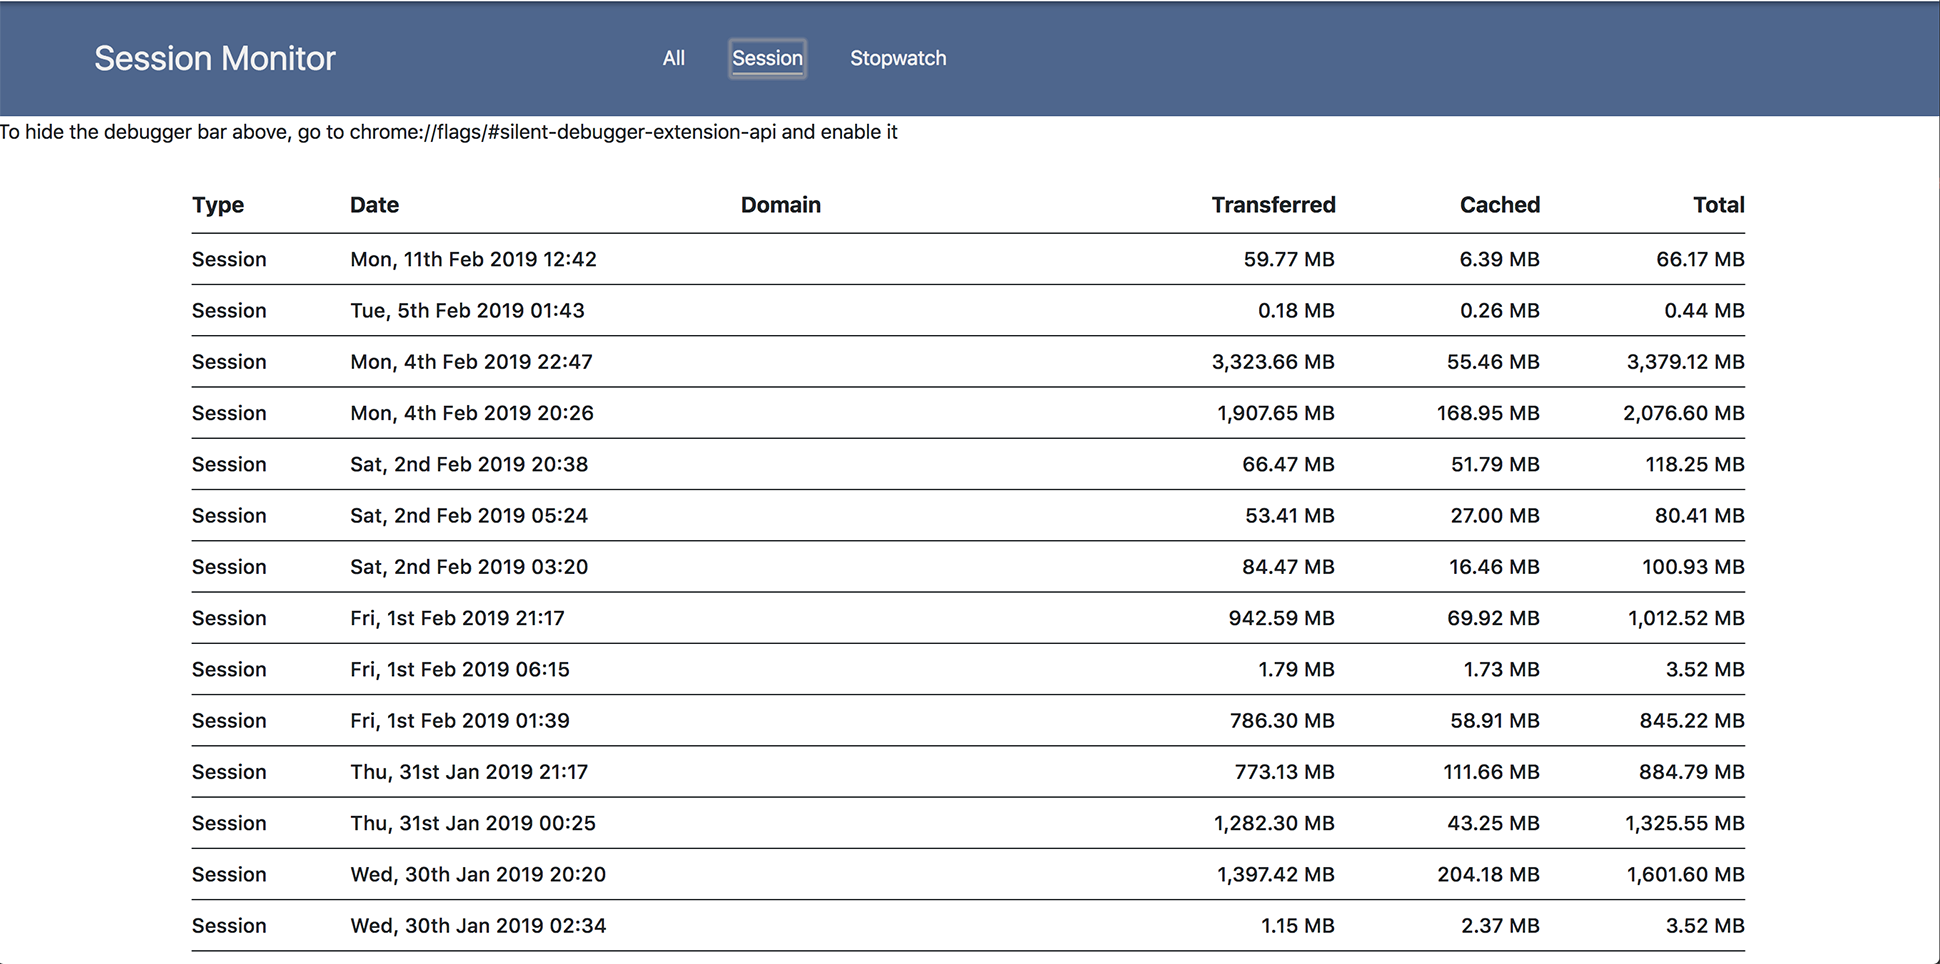 Session Monitor All Session Stopwatch
To hide the debugger bar above, go to chrome://flags/#silent-debugger-extension-api and enable it
Type Date Domain Transferred Cached Total
Session Mon, 11th Feb 2019 12:42 59.77 MB 6.39 MB 66.17 MB
Session Tue, 5th Feb 2019 01:43 0.18 MB 0.26 MB 0.44 MB
Session Mon, 4th Feb 2019 22:47 3,323.66 MB 55.46 MB 3,379.12 MB
Session Mon, 4th Feb 2019 20:26 1,907.65 MB 168.95 MB 2,076.60 MB
Session Sat, 2nd Feb 2019 20:38 66.47 MB 51.79 MB 118.25 MB
Session Sat, 2nd Feb 2019 05:24 53.41 MB 27.00 MB 80.41 MB
Session Sat, 2nd Feb 2019 03:20 84.47 MB 16.46 MB 100.93 MB
Session Fri, 1st Feb 2019 21:17 942.59 MB 69.92 MB 1,012.52 MB
Session Fri, 1st Feb 2019 06:15 1.79 MB 1.73 MB 3.52 MB
Session Fri, 1st Feb 2019 01:39 786.30 MB 58.91 MB 845.22 MB
Session Thu, 31st Jan 2019 21:17 773.13 MB 111.66 MB 884.79 MB
Session Thu, 31st Jan 2019 00:25 1,282.30 MB 43.25 MB 1,325.55 MB
Session Wed, 30th Jan 2019 20:20 1,397.42 MB 204.18 MB 1,601.60 MB
Session Wed, 30th Jan 2019 02:34 1.15 MB 2.37 MB 3.52 MB